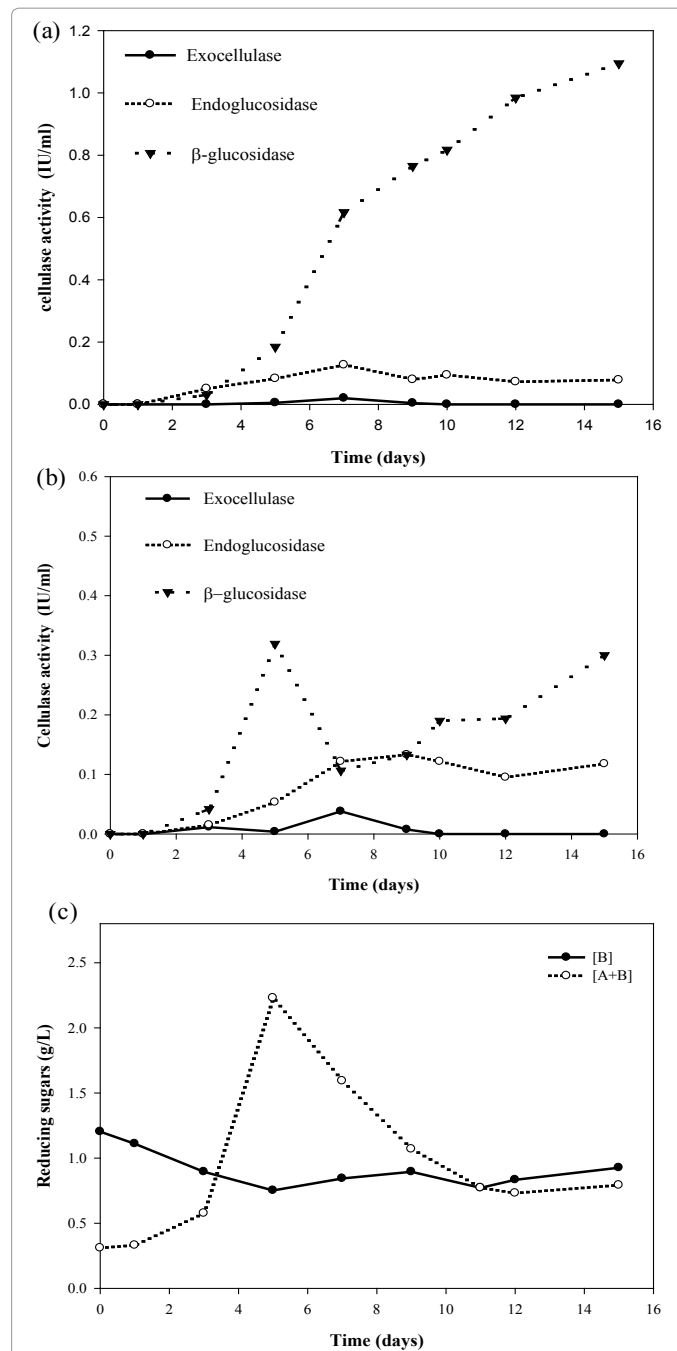 (a)
1.2
1.0
0.8
0.6
0.4
0.2
0.0
cellulase activity (IU/ml)
Exocellulase
Endoglucosidase
β-glucosidase
0 2 4 6 8 10 12 14 16
Time (days)
(b)
0.6
0.5
0.4
0.3
0.2
0.1
0.0
Cellulase activity (IU/ml)
Exocellulase
Endoglucosidase
β−glucosidase
0 2 4 6 8 10 12 14 16
Time (days)
(c)
2.5
2.0
1.5
1.0
0.5
0.0
Reducing sugars (g/L)
[B]
[A+B]
0 2 4 6 8 10 12 14 16
Time (days)